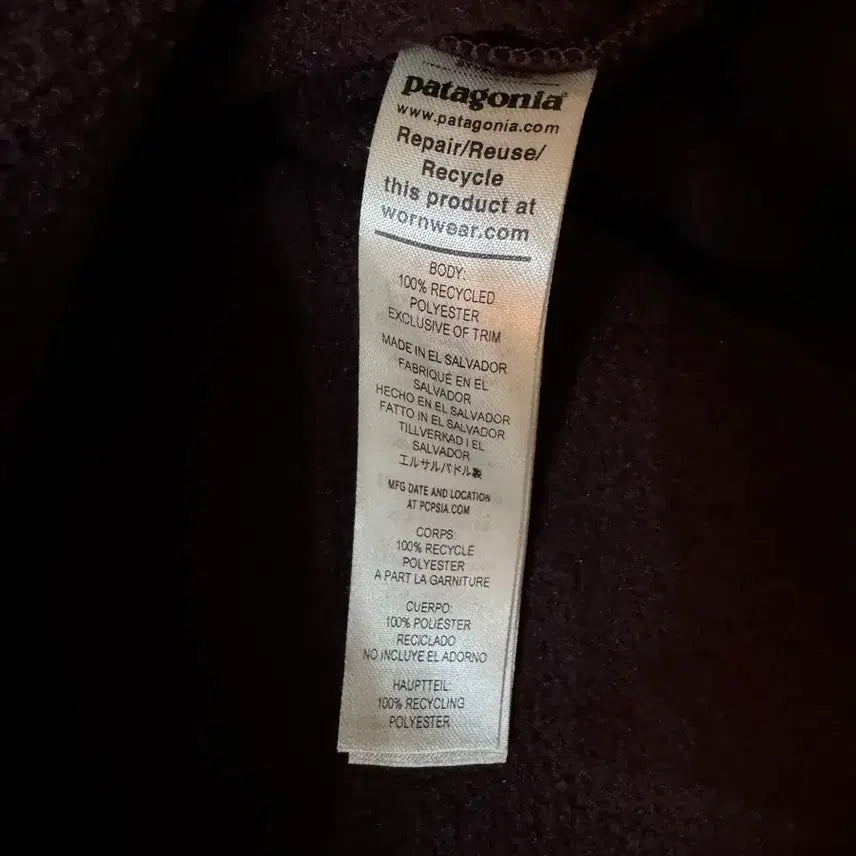 patagonia®
www.patagonia.com
Repair/Reuse/
Recycle
this product at
wornwear.com
BODY:
100% RECYCLED
POLYESTER
EXCLUSIVE OF TRIM
MADE IN EL SALVADOR
FABRIQUÉ EN EL
SALVADOR
HECHO EN EL SALVADOR
FATTO IN EL SALVADOR
TILLVERKAD I EL
SALVADOR
エルサルバドル製
MFG DATE AND LOCATION
AT PCPSIA.COM
CORPS:
100% RECYCLÉ
POLYESTER
A PART LA GARNITURE
CUERPO:
100% POLIÉSTER
RECICLADO
NO INCLUYE EL ADORNO
HAUPTTEIL:
100% RECYCLING
POLYESTER